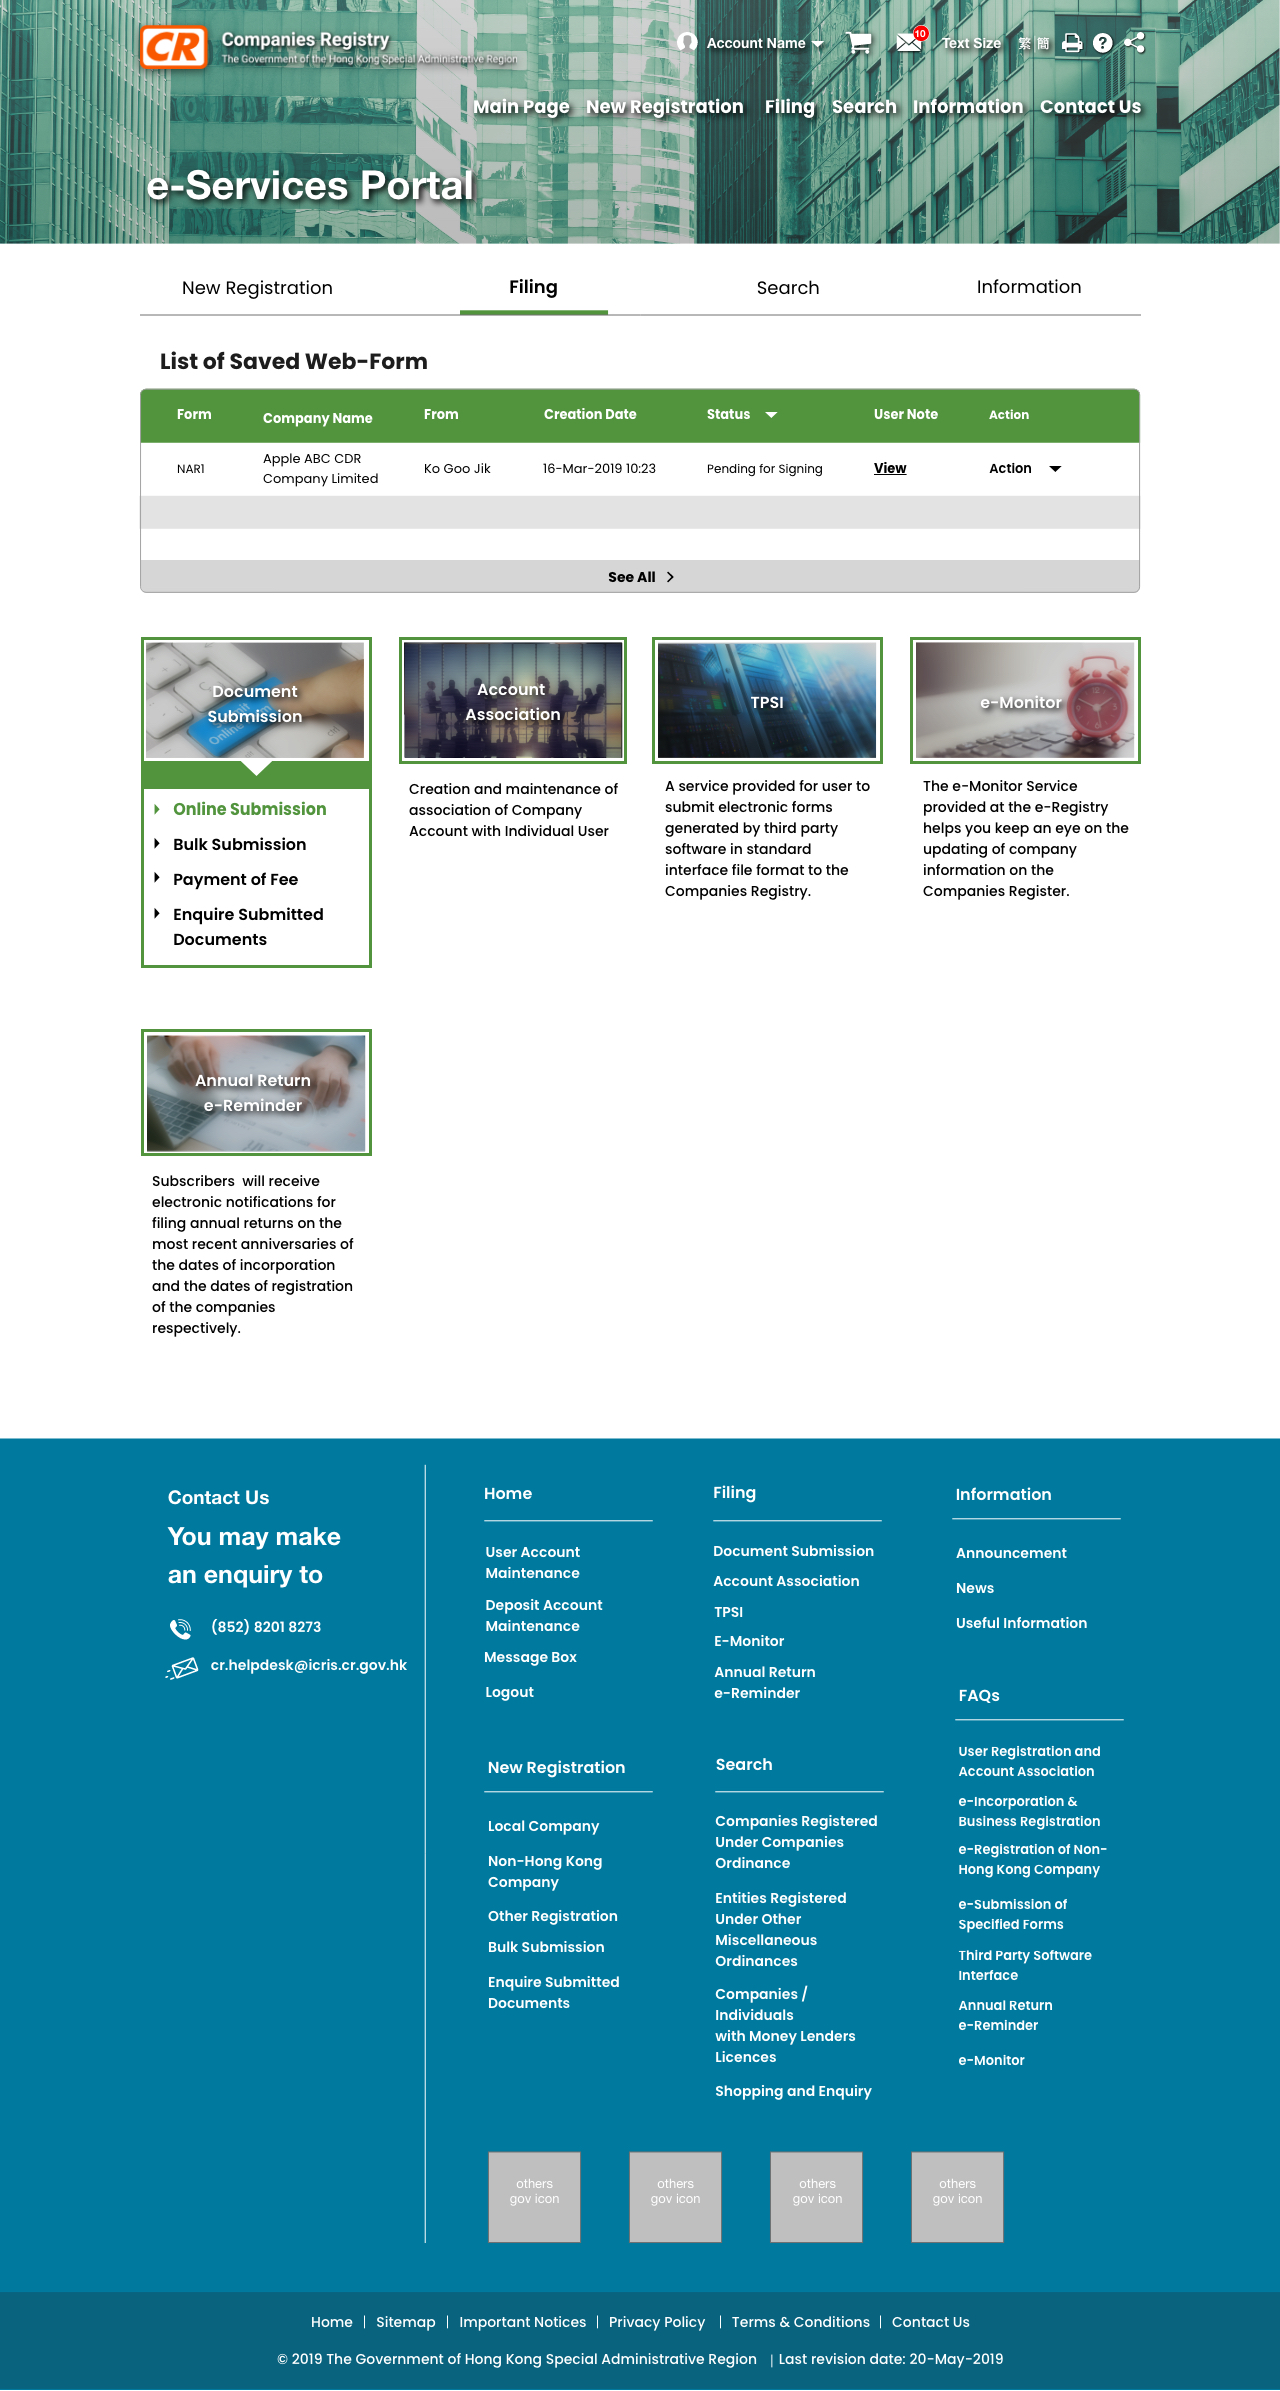 CR
Companies Registry
The Government of the Hong Kong Special Administrative Region
Account Name
10
Text Size
繁 簡
?
Main Page New Registration Filing Search Information Contact Us
e-Services Portal
New Registration Filing Search Information
List of Saved Web-Form
Form Company Name From Creation Date Status User Note Action
NAR1 Apple ABC CDR Company Limited Ko Goo Jik 16-Mar-2019 10:23 Pending for Signing View Action
See All
Document
Submission
Online Submission
Bulk Submission
Payment of Fee
Enquire Submitted
Documents
Account
Association
Creation and maintenance of
association of Company
Account with Individual User
TPSI
A service provided for user to
submit electronic forms
generated by third party
software in standard
interface file format to the
Companies Registry.
e-Monitor
The e-Monitor Service
provided at the e-Registry
helps you keep an eye on the
updating of company
information on the
Companies Register.
Annual Return
e-Reminder
Subscribers will receive
electronic notifications for
filing annual returns on the
most recent anniversaries of
the dates of incorporation
and the dates of registration
of the companies
respectively.
Contact Us
You may make
an enquiry to
(852) 8201 8273
cr.helpdesk@icris.cr.gov.hk
Home
User Account
Maintenance
Deposit Account
Maintenance
Message Box
Logout
Filing
Document Submission
Account Association
TPSI
E-Monitor
Annual Return
e-Reminder
Information
Announcement
News
Useful Information
New Registration
Local Company
Non-Hong Kong
Company
Other Registration
Bulk Submission
Enquire Submitted
Documents
Search
Companies Registered
Under Companies
Ordinance
Entities Registered
Under Other
Miscellaneous
Ordinances
Companies /
Individuals
with Money Lenders
Licences
Shopping and Enquiry
FAQs
User Registration and
Account Association
e-Incorporation &
Business Registration
e-Registration of Non-
Hong Kong Company
e-Submission of
Specified Forms
Third Party Software
Interface
Annual Return
e-Reminder
e-Monitor
others
gov icon
others
gov icon
others
gov icon
others
gov icon
Home | Sitemap | Important Notices | Privacy Policy | Terms & Conditions | Contact Us
© 2019 The Government of Hong Kong Special Administrative Region | Last revision date: 20-May-2019